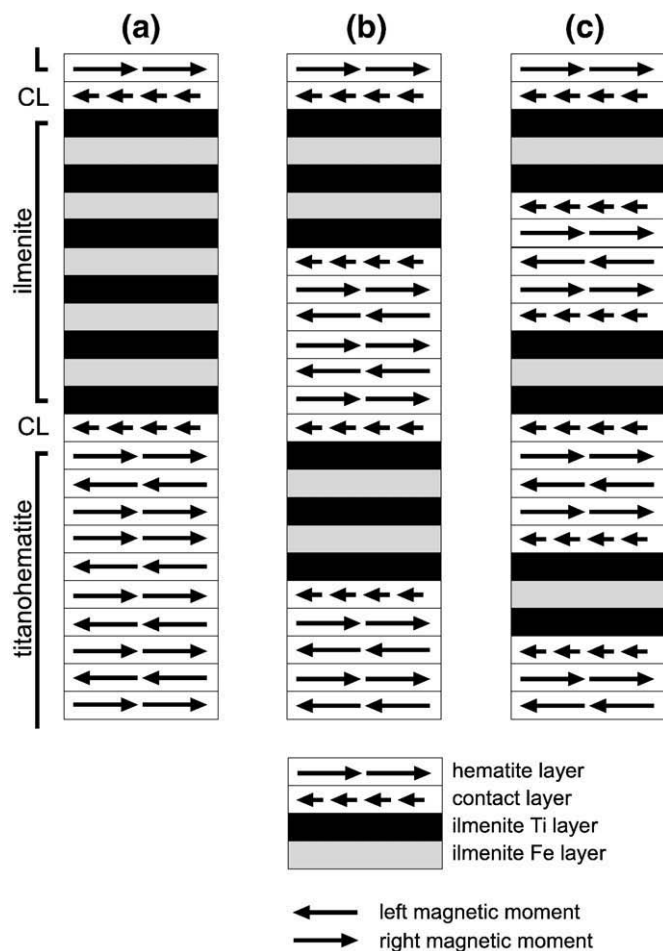 (a) (b) (c)
CL
ilmenite
CL
titanohematite
hematite layer
contact layer
ilmenite Ti layer
ilmenite Fe layer
left magnetic moment
right magnetic moment